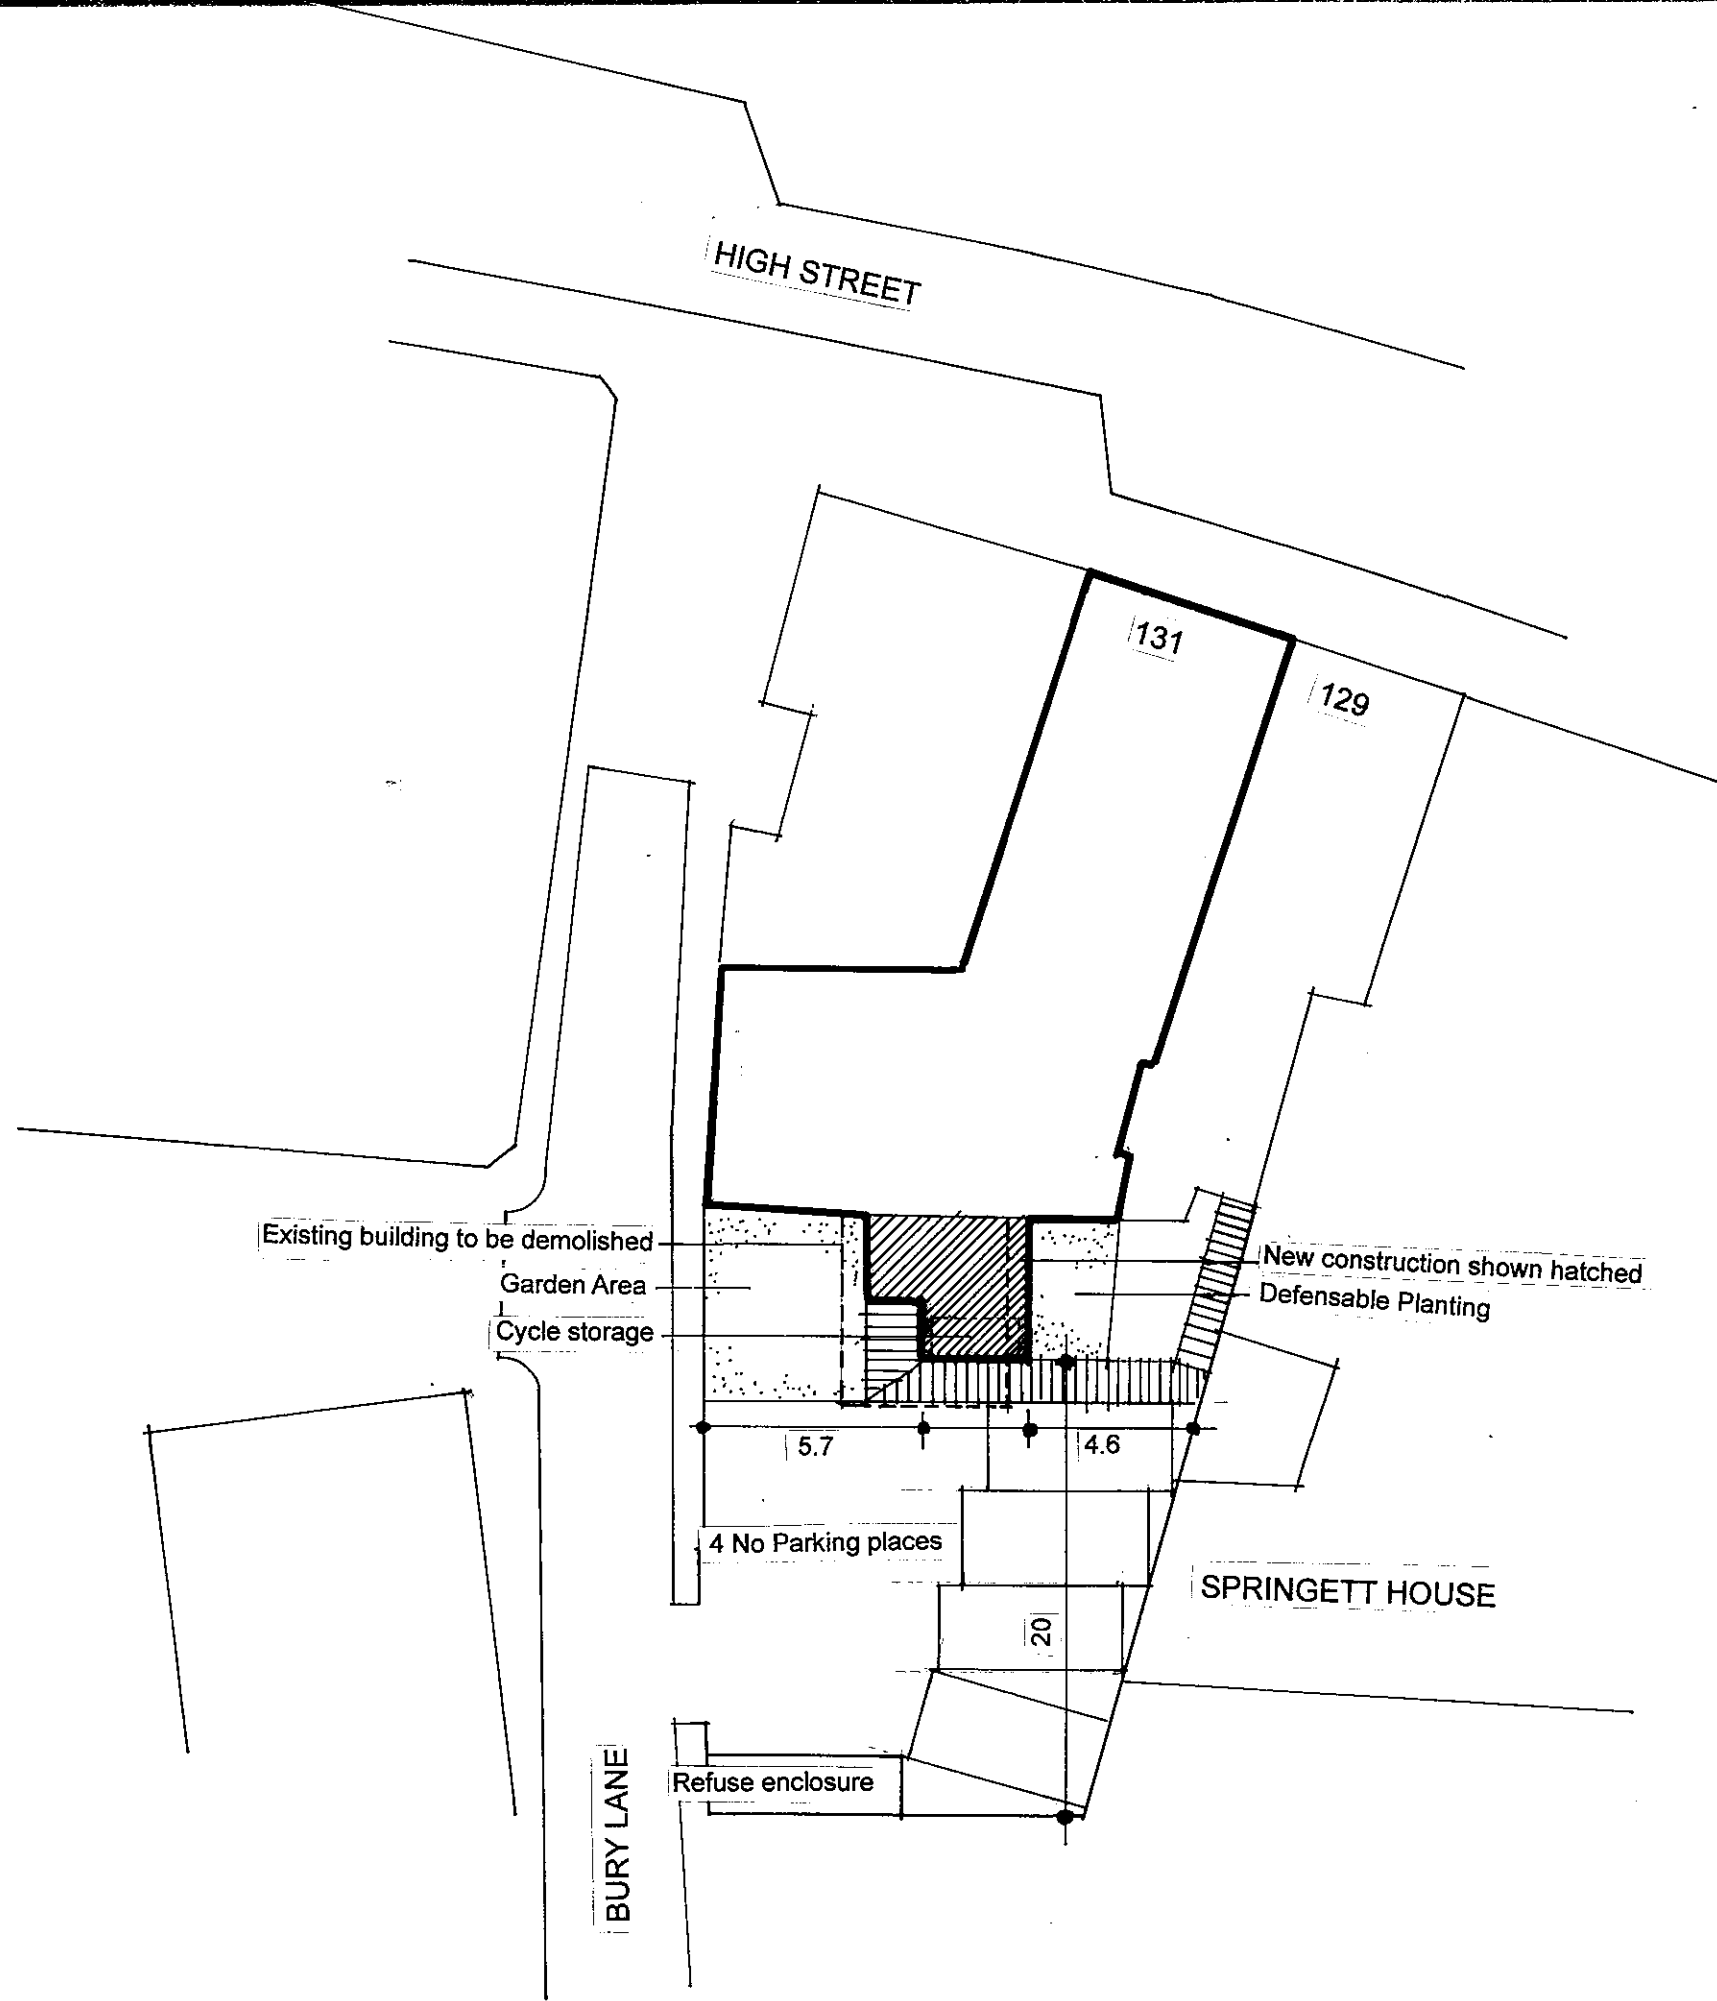 HIGH STREET
131
129
Existing building to be demolished
New construction shown hatched
Garden Area
Defensable Planting
Cycle storage
5.7
4.6
4 No Parking places
SPRINGETT HOUSE
20
Refuse enclosure
BURY LANE